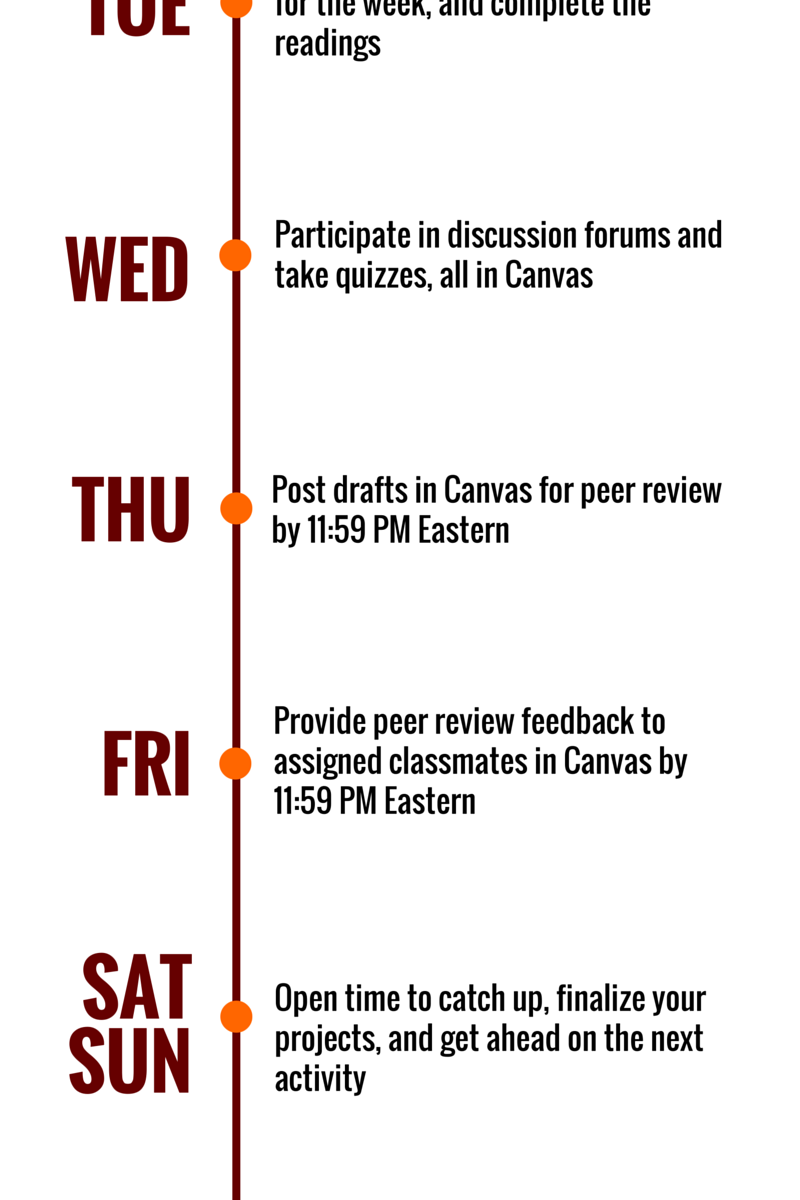 TUE
for the week, and complete the
readings
WED
Participate in discussion forums and
take quizzes, all in Canvas
THU
Post drafts in Canvas for peer review
by 11:59 PM Eastern
FRI
Provide peer review feedback to
assigned classmates in Canvas by
11:59 PM Eastern
SAT
SUN
Open time to catch up, finalize your
projects, and get ahead on the next
activity